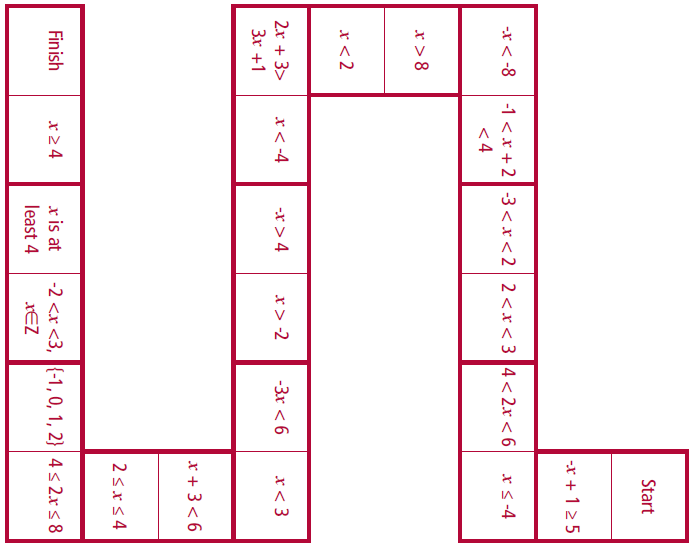 Start
-x + 1 ≥ 5
x ≤ -4
4 < 2x < 6
2 < x < 3
-3 < x < 2
-1 < x + 2
< 4
-x < -8
x > 8
x < 2
2x + 3>
3x +1
x < -4
-x > 4
x > -2
-3x < 6
x < 3
x + 3 < 6
2 ≤ x ≤ 4
4 ≤ 2x ≤ 8
{-1, 0, 1, 2}
-2 <x <3,
x∈Z
x is at
least 4
x ≥ 4
Finish